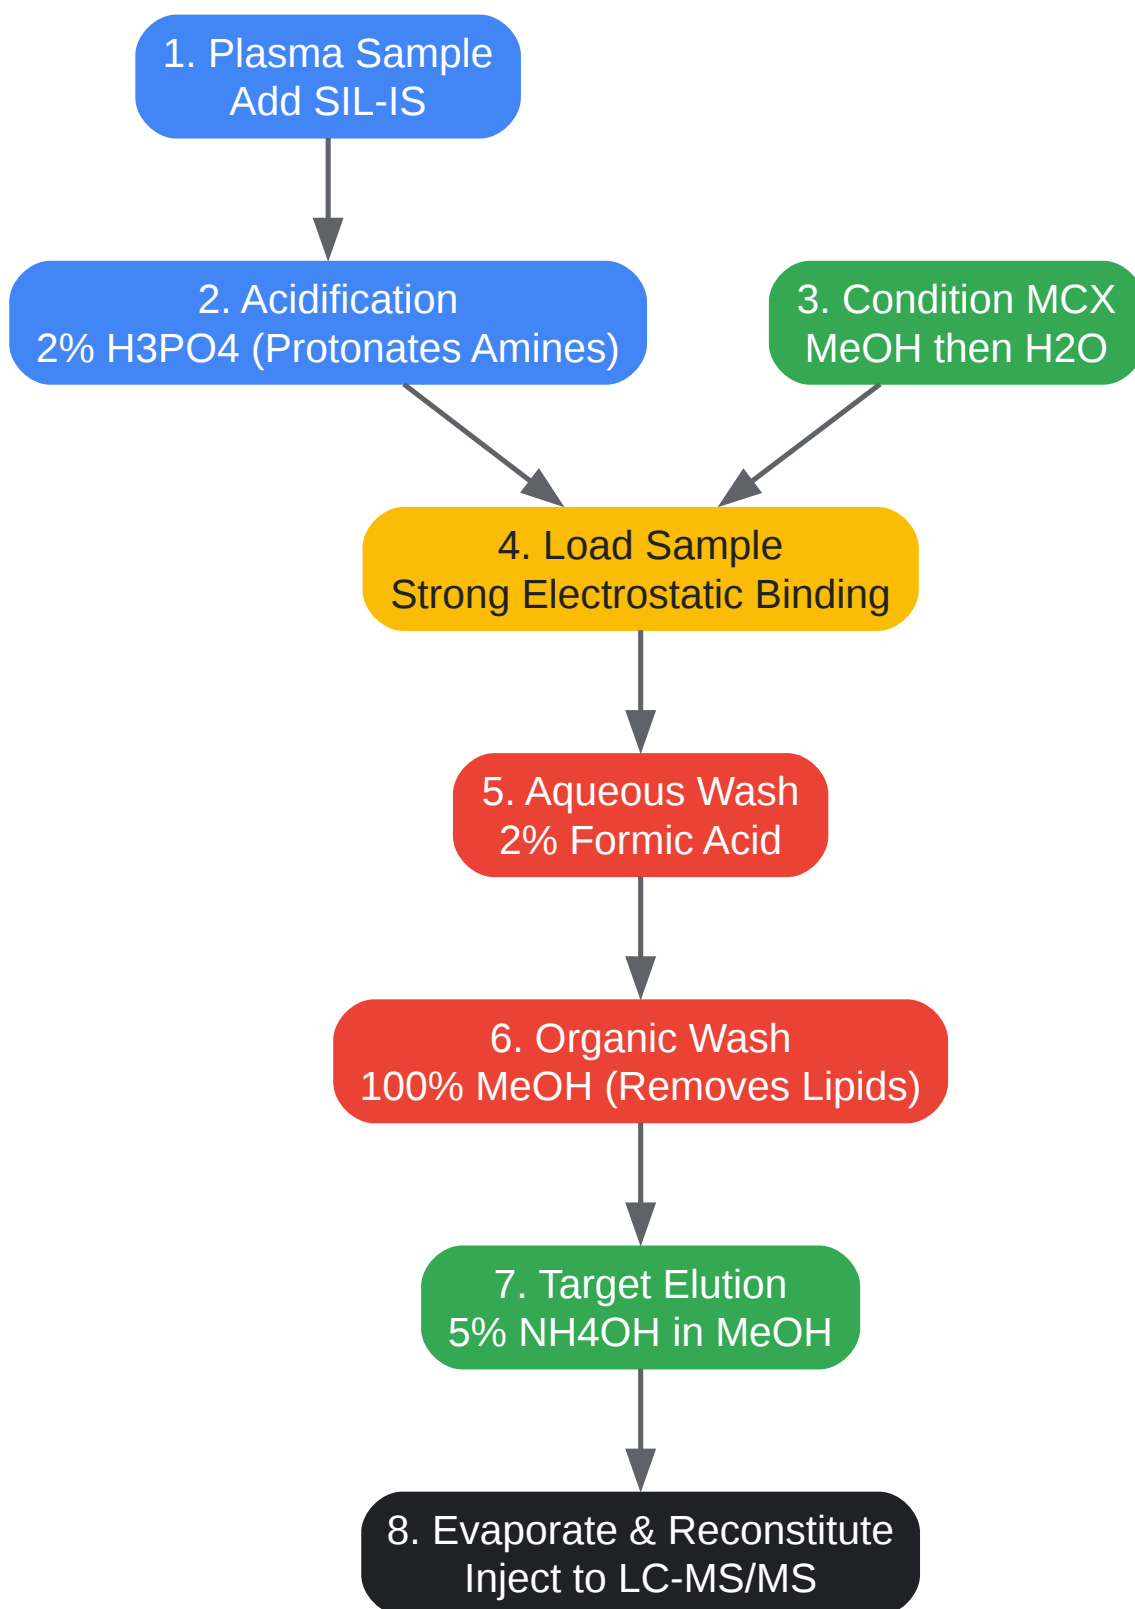 1. Plasma Sample
Add SIL-IS
2. Acidification
2% H3PO4 (Protonates Amines)
3. Condition MCX
MeOH then H2O
4. Load Sample
Strong Electrostatic Binding
5. Aqueous Wash
2% Formic Acid
6. Organic Wash
100% MeOH (Removes Lipids)
7. Target Elution
5% NH4OH in MeOH
8. Evaporate & Reconstitute
Inject to LC-MS/MS